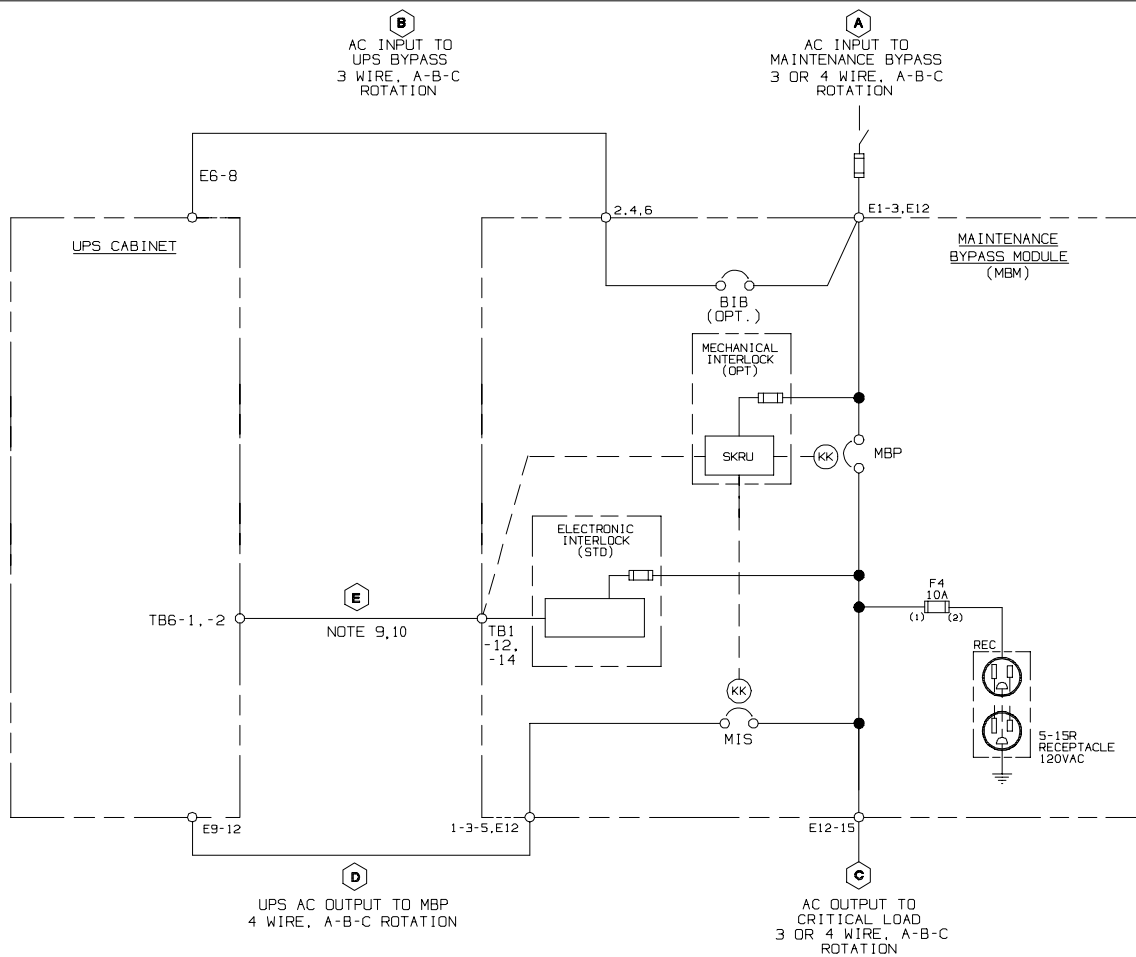 B
AC INPUT TO
UPS BYPASS
3 WIRE, A-B-C
ROTATION
A
AC INPUT TO
MAINTENANCE BYPASS
3 OR 4 WIRE, A-B-C
ROTATION
E6-8
2,4,6
E1-3,E12
UPS CABINET
MAINTENANCE
BYPASS MODULE
(MBM)
BIB
(OPT.)
MECHANICAL
INTERLOCK
(OPT)
SKRU
KK
MBP
ELECTRONIC
INTERLOCK
(STD)
E
NOTE 9,10
TB6-1,-2
TB1
-12,
-14
F4
10A
(1)
(2)
REC
KK
MIS
5-15R
RECEPTACLE
120VAC
E9-12
1-3-5,E12
E12-15
D
UPS AC OUTPUT TO MBP
4 WIRE, A-B-C ROTATION
C
AC OUTPUT TO
CRITICAL LOAD
3 OR 4 WIRE, A-B-C
ROTATION